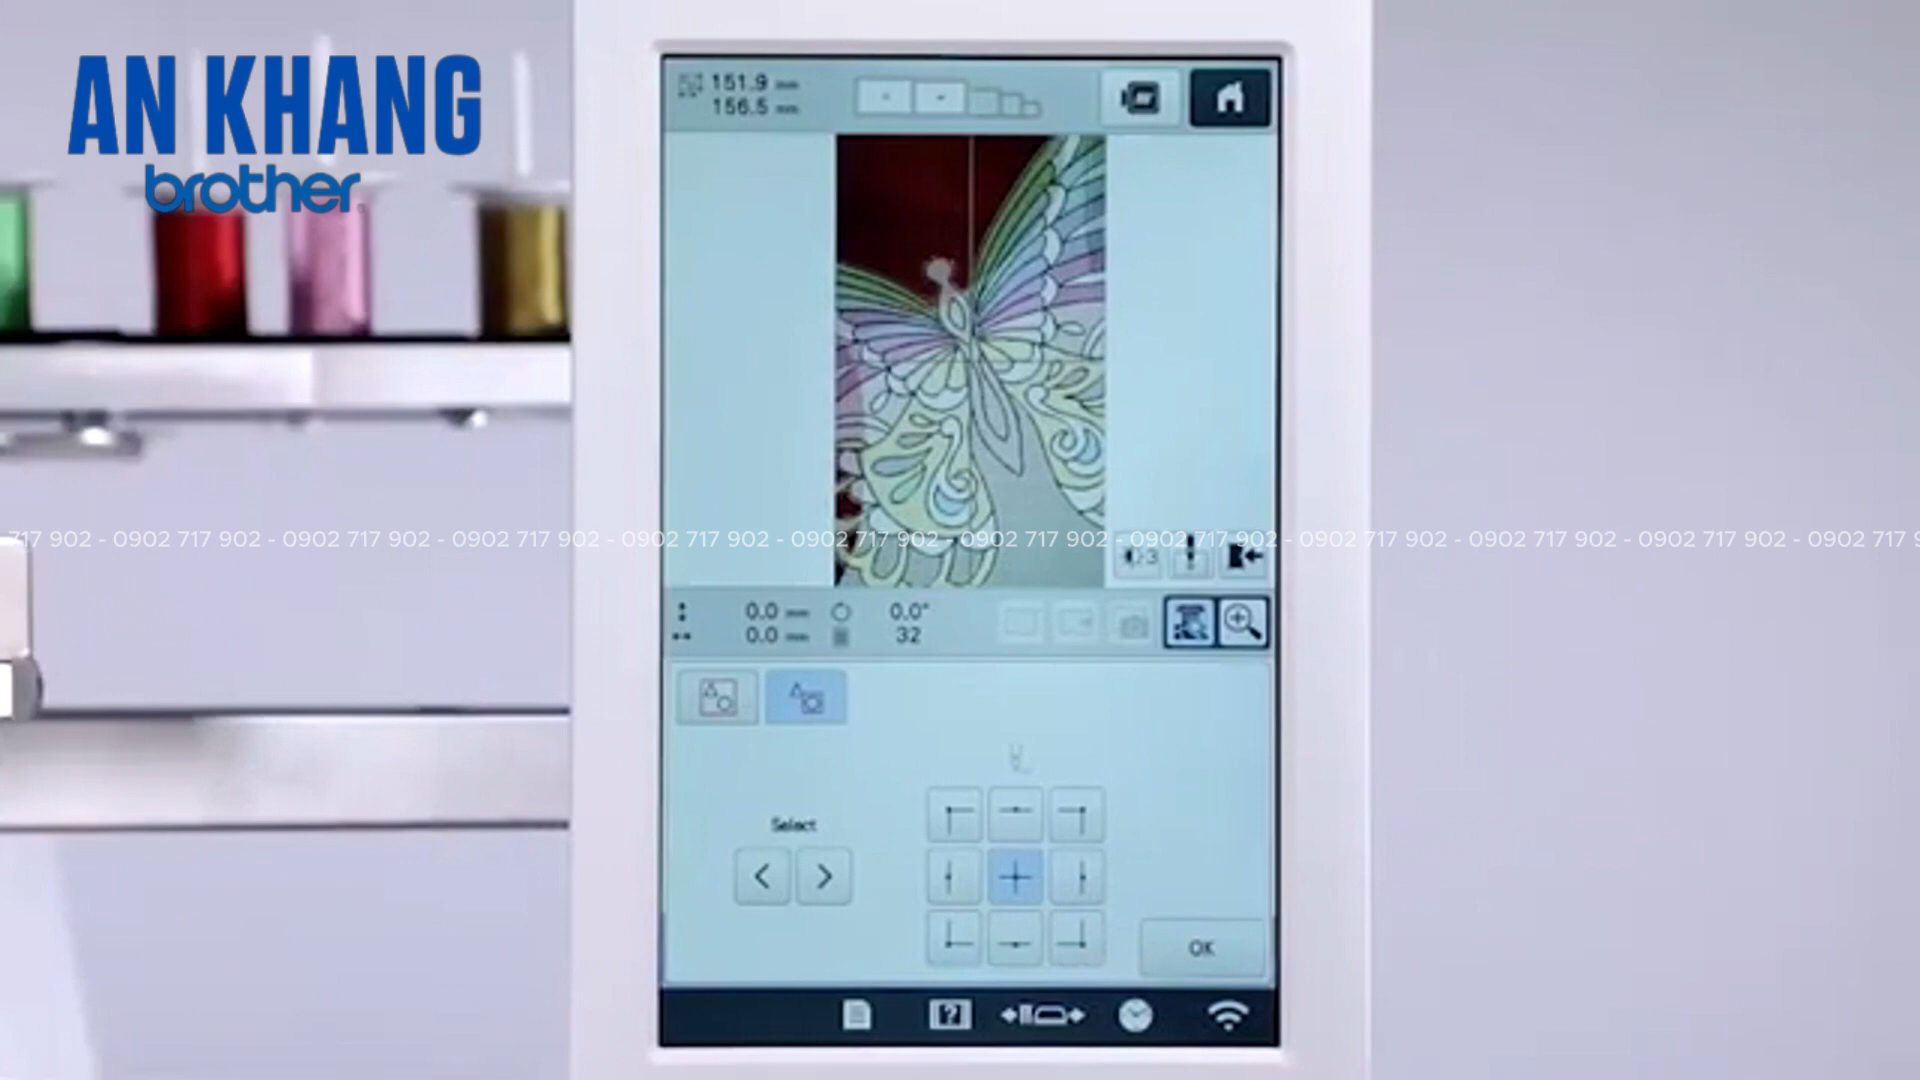 AN KHANG
brother
151.9 mm
156.5 mm
717 902 - 0902 717 902 - 0902 717 902 - 0902 717 902 - 0902 717 902 - 0902 717 902 - 0902 717 902 - 0902 717 902 - 0902 717 902 - 0902 717 902 - 0902 717 902 - 0902 717 9
0.0 mm 0.0°
0.0 mm 32
Select
OK